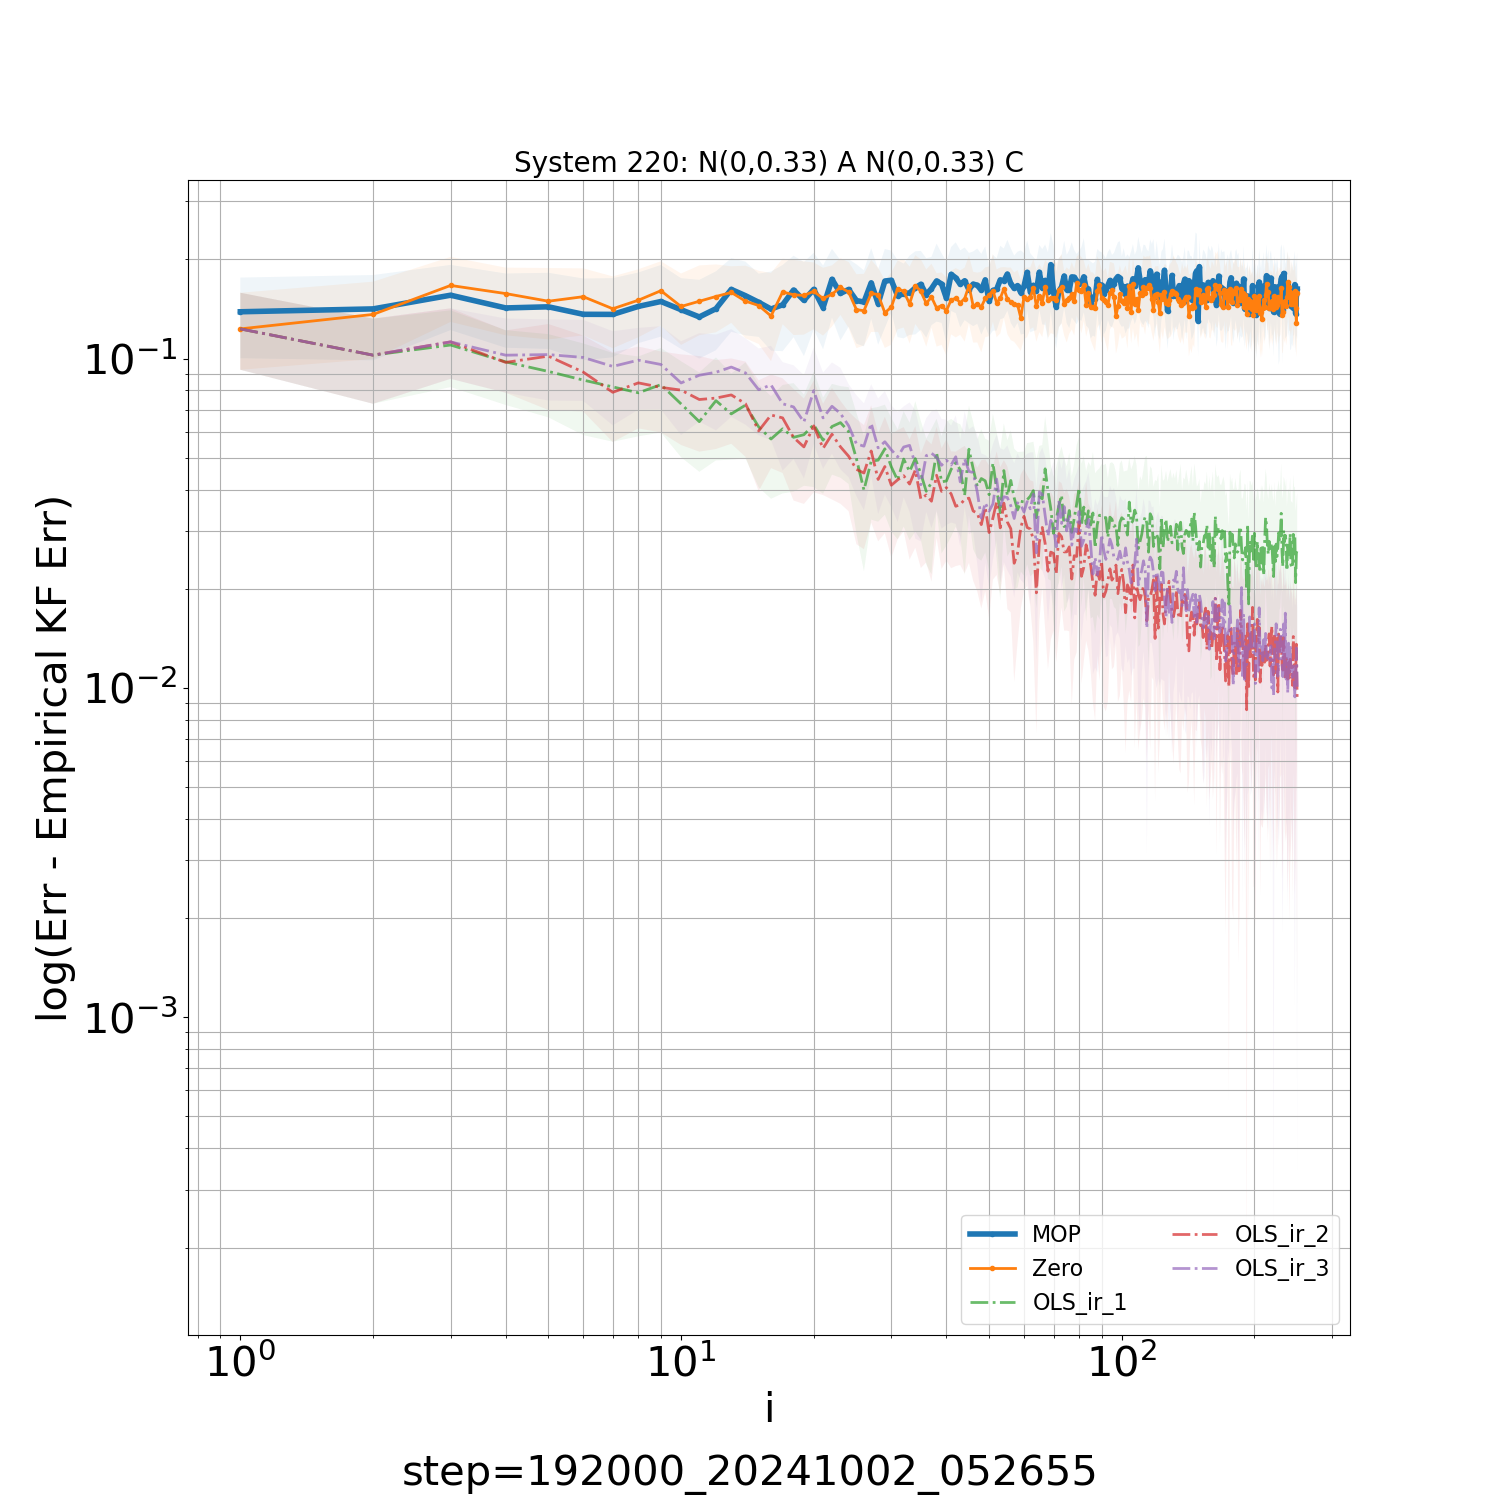 System 220: N(0,0.33) A N(0,0.33) C
log(Err - Empirical KF Err)
10^-1
10^-2
10^-3
10^0 10^1 10^2
MOP
Zero
OLS_ir_1
OLS_ir_2
OLS_ir_3
i
step=192000_20241002_052655